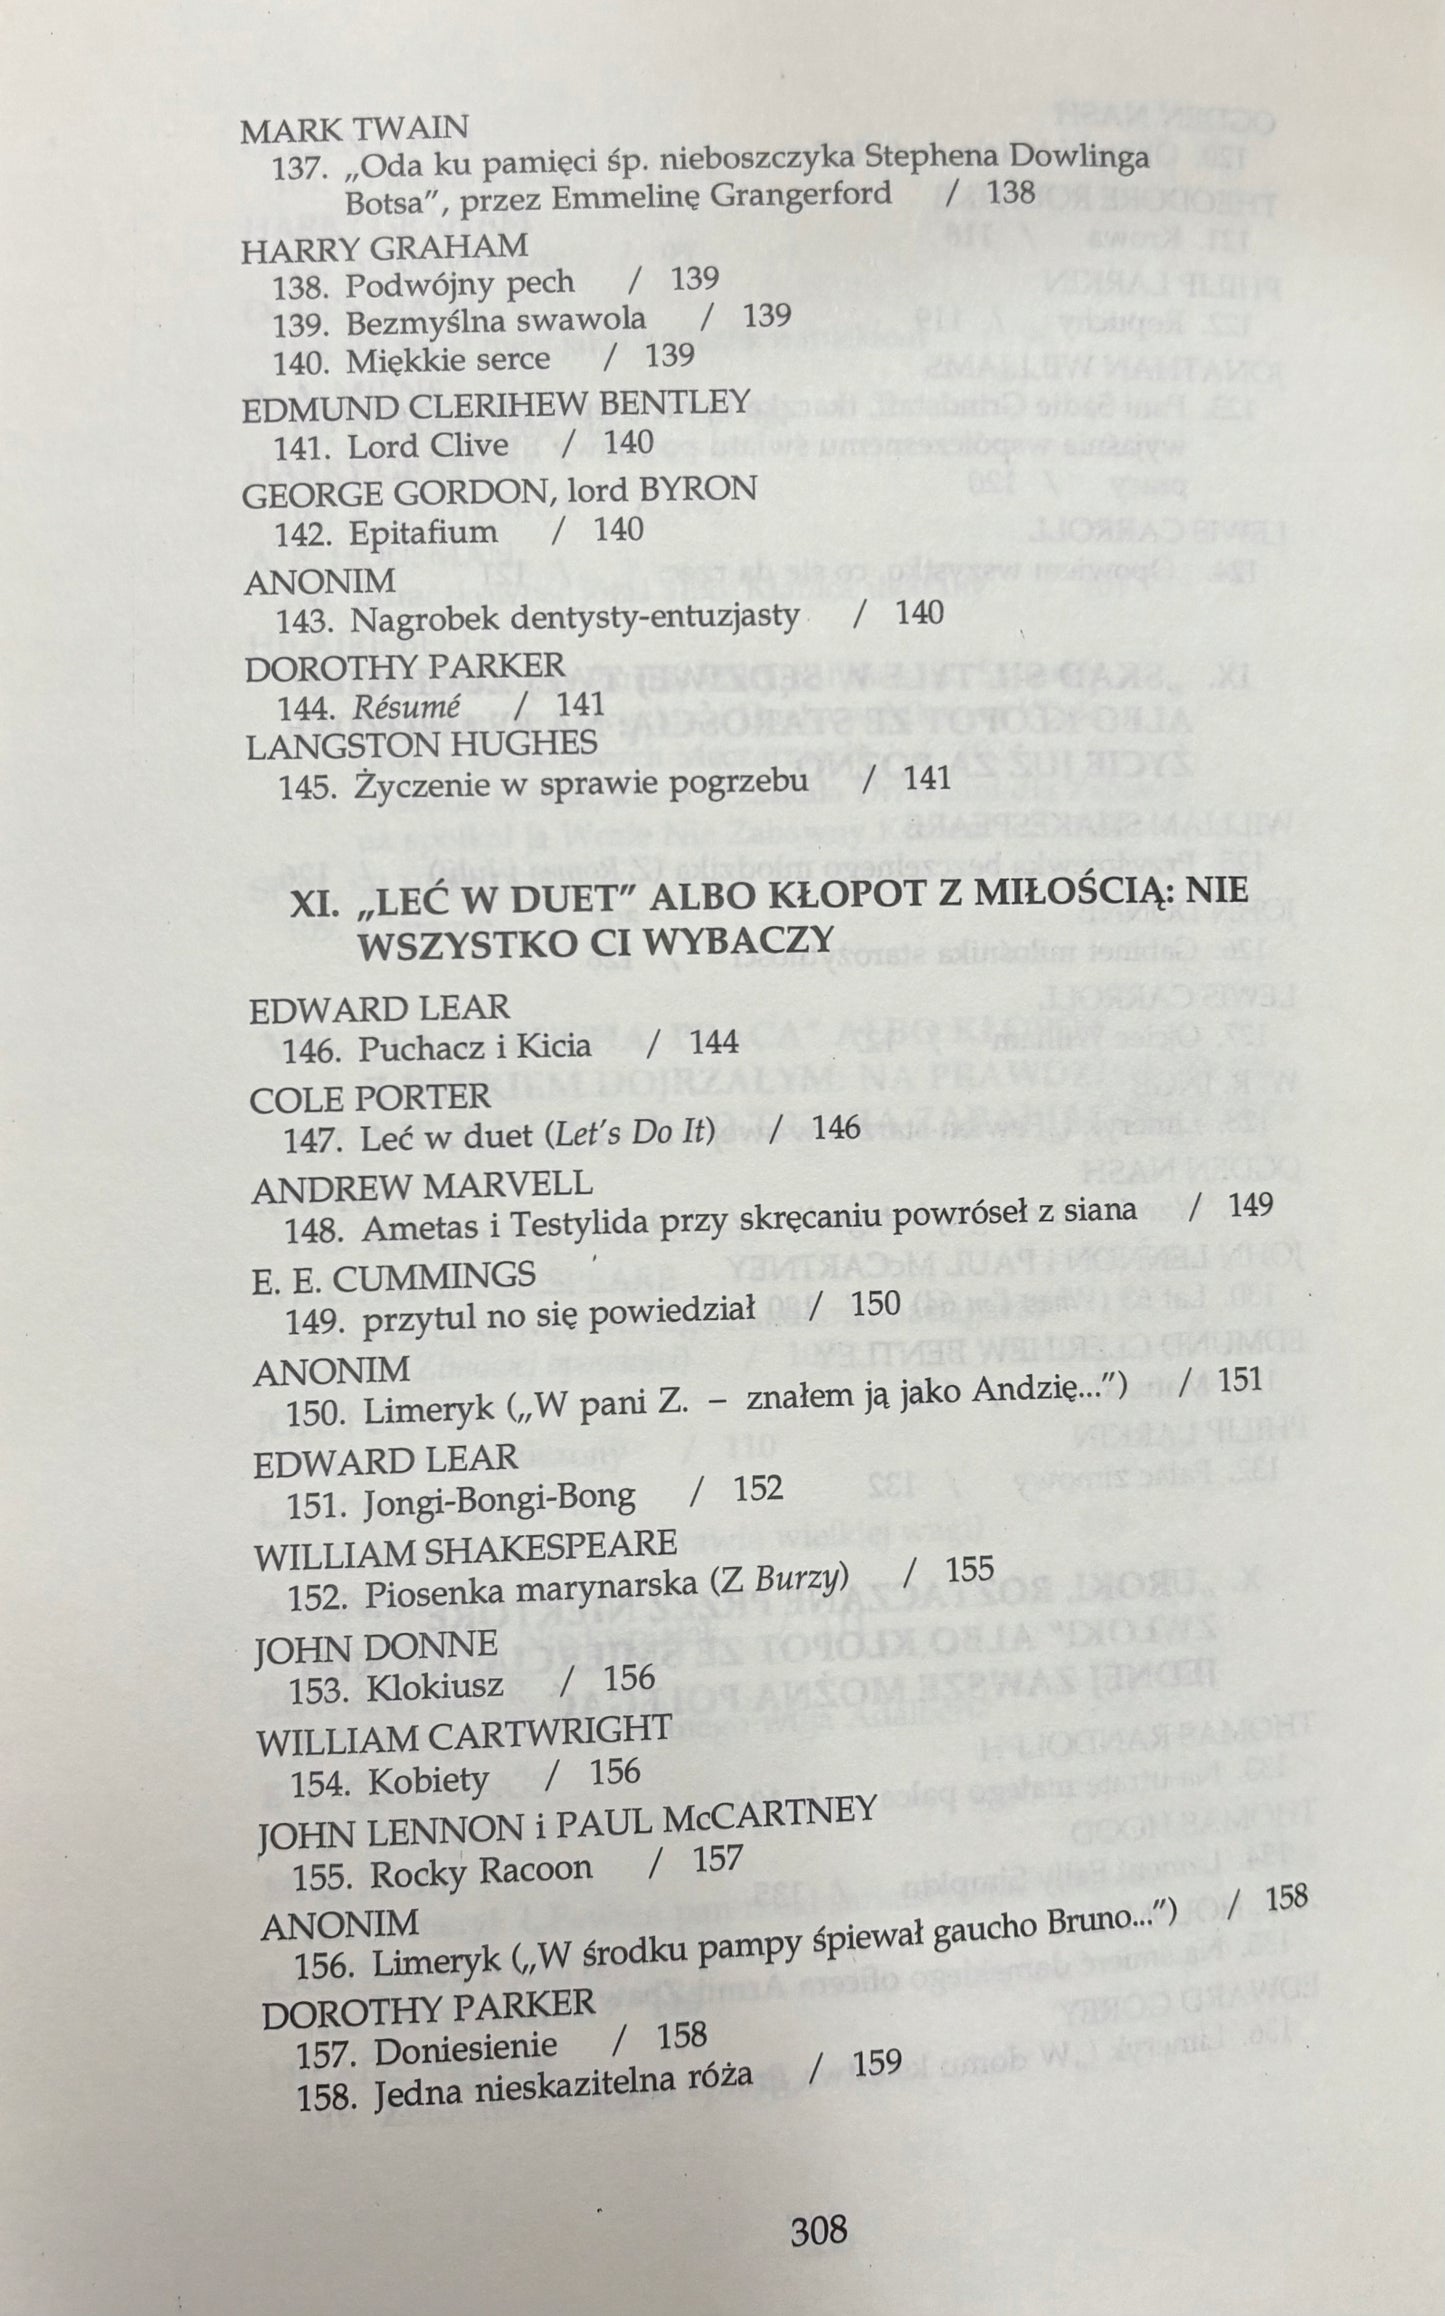 MARK TWAIN
137. „Oda ku pamięci śp. nieboszczyka Stephena Dowlinga
Botsa”, przez Emmelinę Grangerford / 138
HARRY GRAHAM
138. Podwójny pech / 139
139. Bezmyślna swawola / 139
140. Miękkie serce / 139
EDMUND CLERIHEW BENTLEY
141. Lord Clive / 140
GEORGE GORDON, lord BYRON
142. Epitafium / 140
ANONIM
143. Nagrobek dentysty-entuzjasty / 140
DOROTHY PARKER
144. Résumé / 141
LANGSTON HUGHES
145. Życzenie w sprawie pogrzebu / 141
XI. „LEĆ W DUET” ALBO KŁOPOT Z MIŁOŚCIĄ: NIE
WSZYSTKO CI WYBACZY
EDWARD LEAR
146. Puchacz i Kicia / 144
COLE PORTER
147. Leć w duet (Let's Do It) / 146
ANDREW MARVELL
148. Ametas i Testylida przy skręcaniu powróseł z siana / 149
E. E. CUMMINGS
149. przytul no się powiedział / 150
ANONIM
150. Limeryk („W pani Z. – znałem ją jako Andzię...”) / 151
EDWARD LEAR
151. Jongi-Bongi-Bong / 152
WILLIAM SHAKESPEARE
152. Piosenka marynarska (Z Burzy) / 155
JOHN DONNE
153. Klokiusz / 156
WILLIAM CARTWRIGHT
154. Kobiety / 156
JOHN LENNON i PAUL McCARTNEY
155. Rocky Racoon / 157
ANONIM
156. Limeryk („W środku pampy śpiewał gaucho Bruno...”) / 158
DOROTHY PARKER
157. Doniesienie / 158
158. Jedna nieskazitelna róża / 159
308